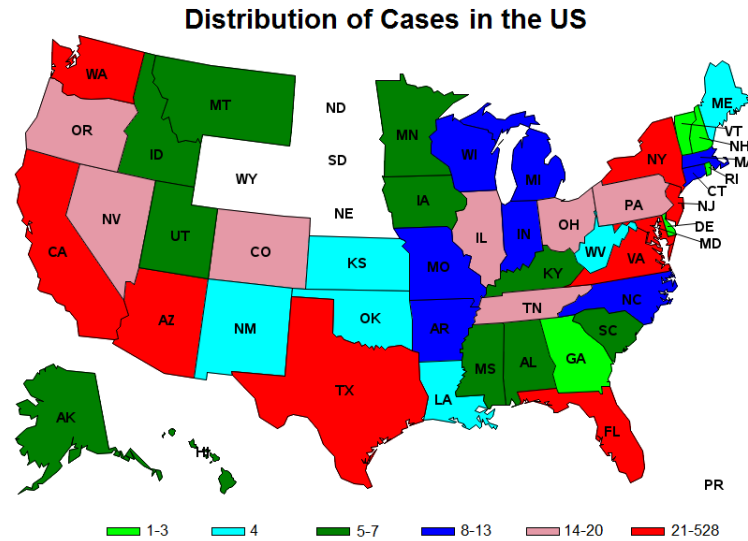 Distribution of Cases in the US
WA
MT
ND
ME
OR
MN
VT
ID
SD
WI
NH
NY
MA
WY
MI
RI
CT
NE
IA
PA
NJ
NV
OH
UT
IL
IN
DE
CO
MD
CA
WV
KS
MO
VA
KY
NC
AZ
OK
TN
NM
AR
SC
MS
AL
GA
TX
LA
AK
FL
HI
PR
1-3 4 5-7 8-13 14-20 21-528